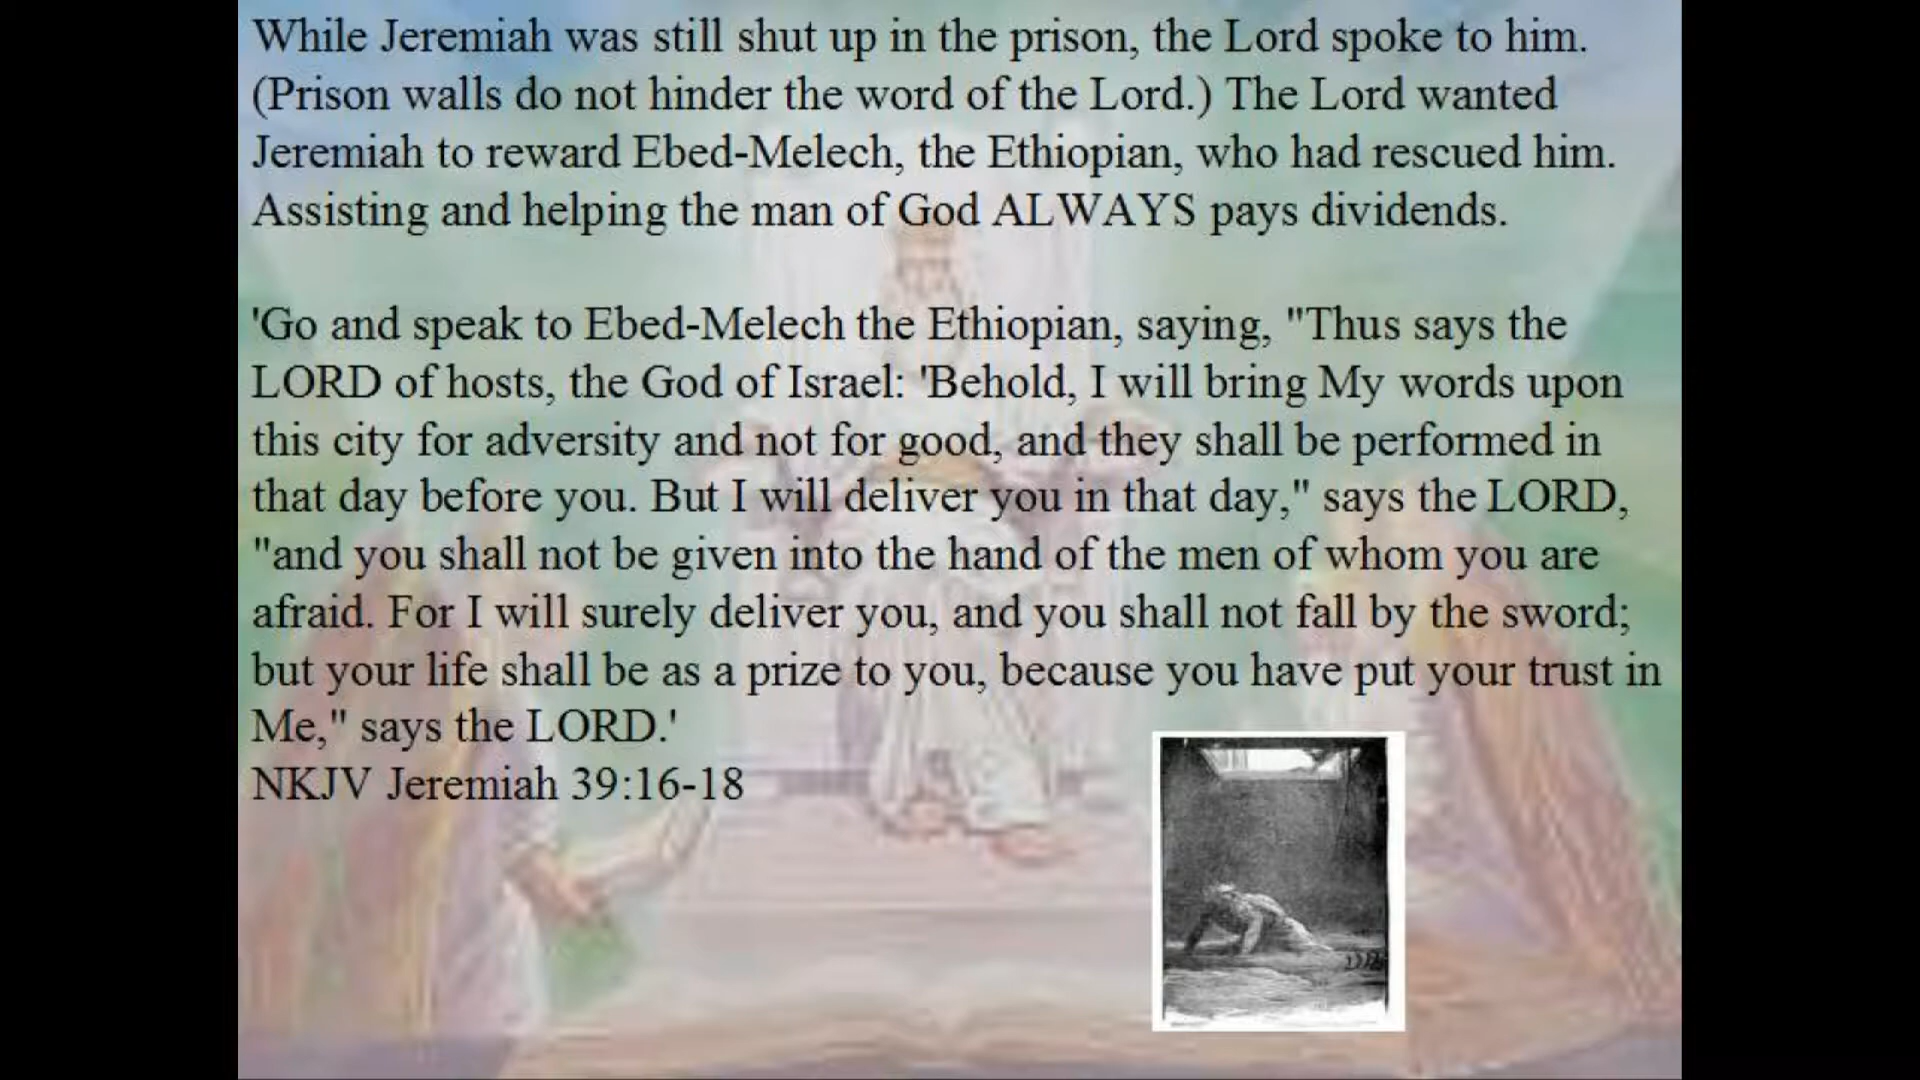 While Jeremiah was still shut up in the prison, the Lord spoke to him.
(Prison walls do not hinder the word of the Lord.) The Lord wanted
Jeremiah to reward Ebed-Melech, the Ethiopian, who had rescued him.
Assisting and helping the man of God ALWAYS pays dividends.
'Go and speak to Ebed-Melech the Ethiopian, saying, "Thus says the
LORD of hosts, the God of Israel: 'Behold, I will bring My words upon
this city for adversity and not for good, and they shall be performed in
that day before you. But I will deliver you in that day," says the LORD,
"and you shall not be given into the hand of the men of whom you are
afraid. For I will surely deliver you, and you shall not fall by the sword;
but your life shall be as a prize to you, because you have put your trust in
Me," says the LORD.'
NKJV Jeremiah 39:16-18